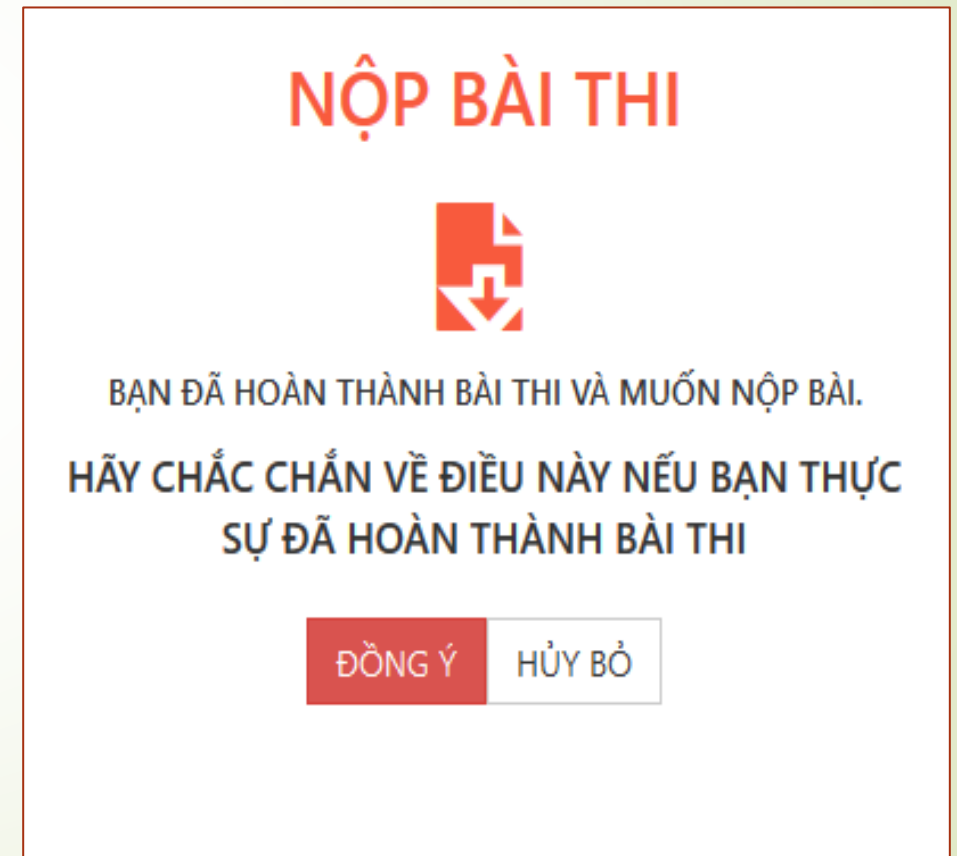 NỘP BÀI THI
BẠN ĐÃ HOÀN THÀNH BÀI THI VÀ MUỐN NỘP BÀI.
HÃY CHẮC CHẮN VỀ ĐIỀU NÀY NẾU BẠN THỰC
SỰ ĐÃ HOÀN THÀNH BÀI THI
ĐỒNG Ý HỦY BỎ